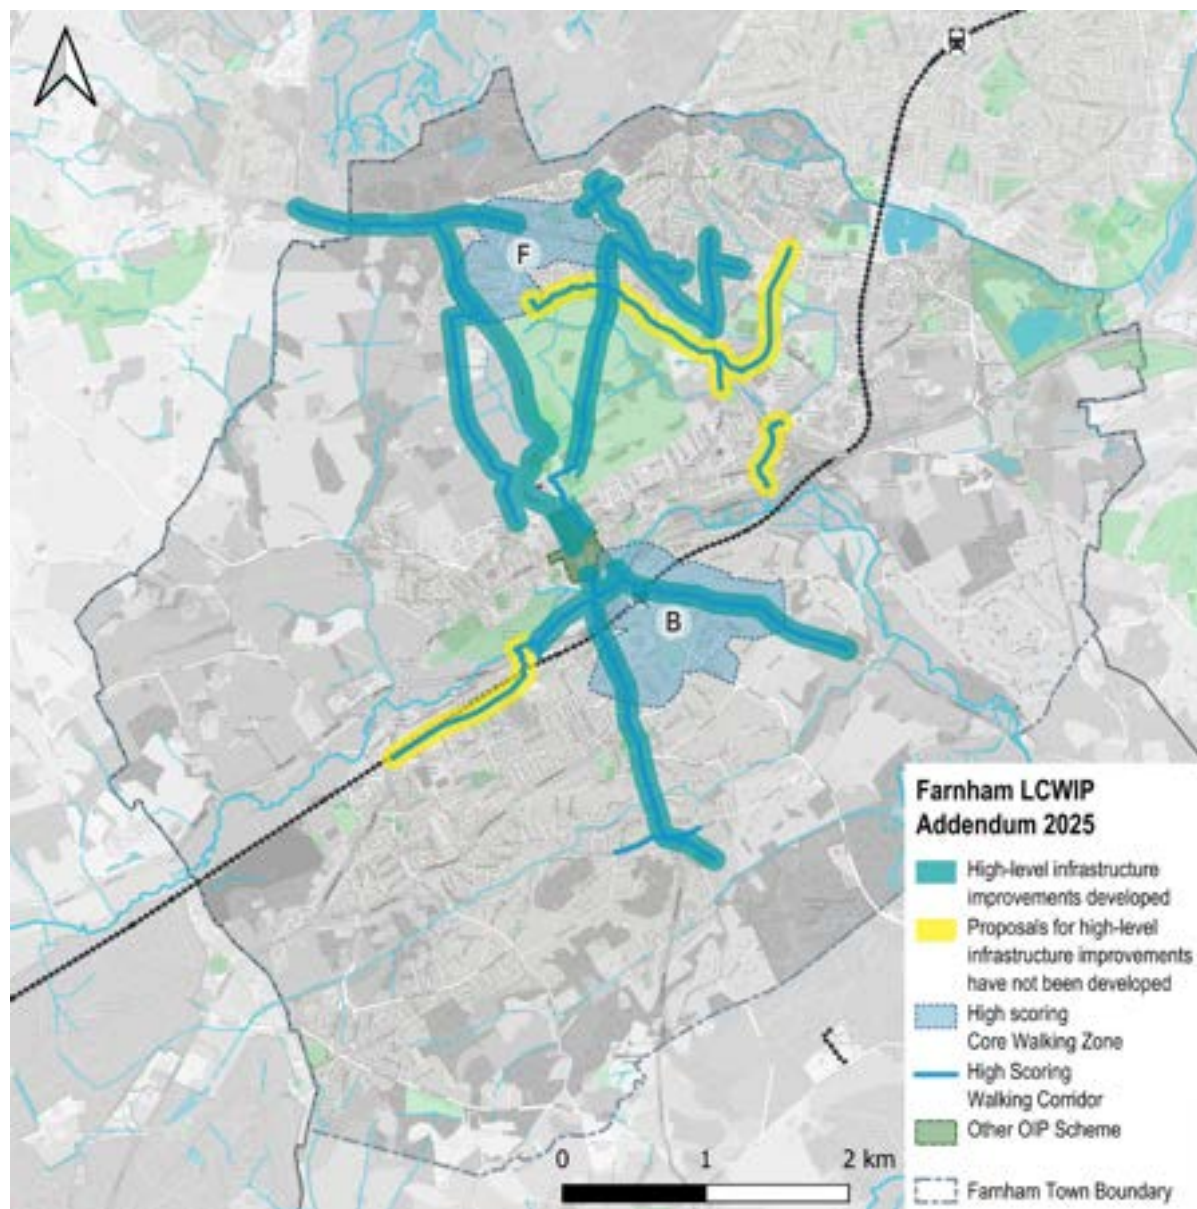 F
B
Farnham LCWIP
Addendum 2025
High-level infrastructure
improvements developed
Proposals for high-level
infrastructure improvements
have not been developed
High scoring
Core Walking Zone
High Scoring
Walking Corridor
Other OIP Scheme
Farnham Town Boundary
0 1 2 km